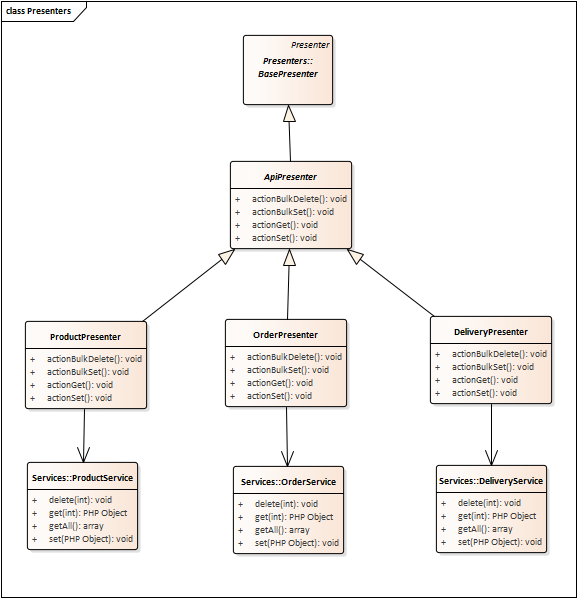 class Presenters
Presenter
Presenters::
BasePresenter
ApiPresenter
+ actionBulkDelete(): void
+ actionBulkSet(): void
+ actionGet(): void
+ actionSet(): void
ProductPresenter
+ actionBulkDelete(): void
+ actionBulkSet(): void
+ actionGet(): void
+ actionSet(): void
OrderPresenter
+ actionBulkDelete(): void
+ actionBulkSet(): void
+ actionGet(): void
+ actionSet(): void
DeliveryPresenter
+ actionBulkDelete(): void
+ actionBulkSet(): void
+ actionGet(): void
+ actionSet(): void
Services::ProductService
+ delete(int): void
+ get(int): PHP Object
+ getAll(): array
+ set(PHP Object): void
Services::OrderService
+ delete(int): void
+ get(int): PHP Object
+ getAll(): array
+ set(PHP Object): void
Services::DeliveryService
+ delete(int): void
+ get(int): PHP Object
+ getAll(): array
+ set(PHP Object): void